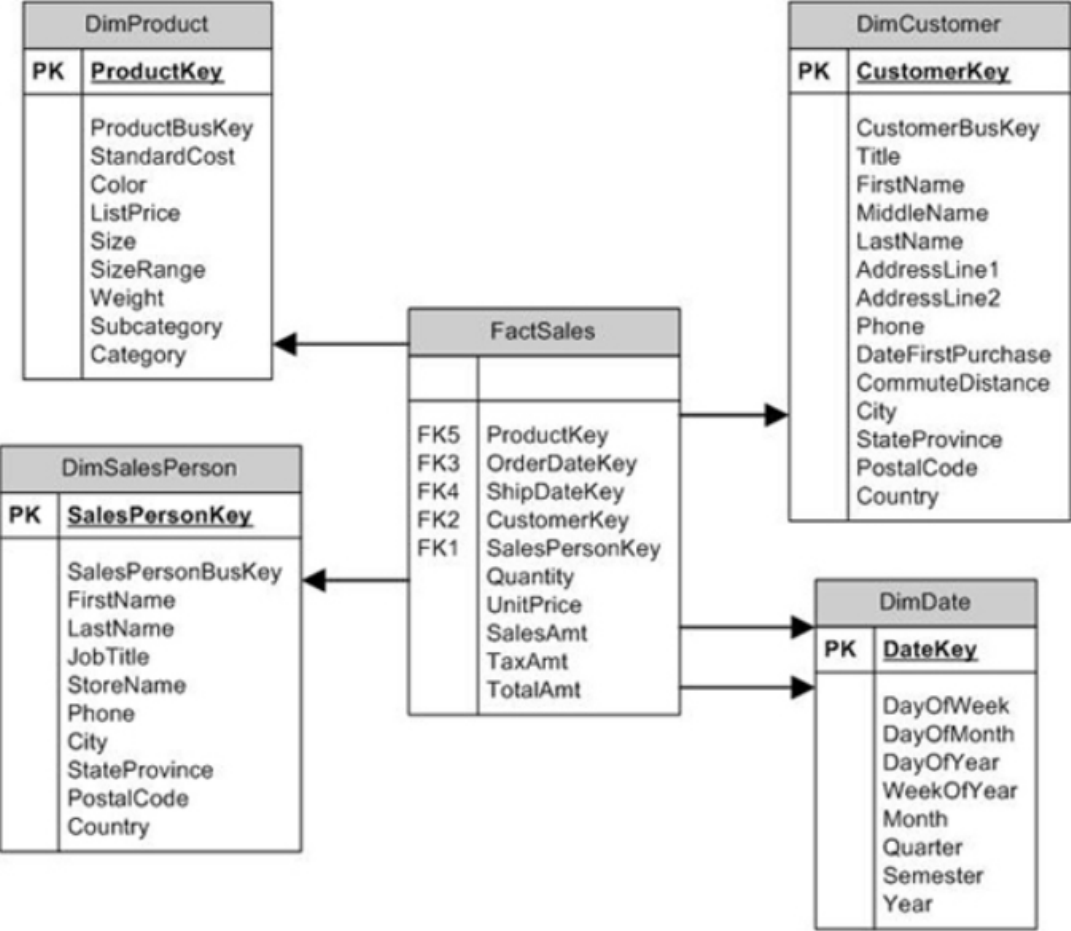 DimProduct
PK ProductKey
ProductBusKey
StandardCost
Color
ListPrice
Size
SizeRange
Weight
Subcategory
Category
DimCustomer
PK CustomerKey
CustomerBusKey
Title
FirstName
MiddleName
LastName
AddressLine1
AddressLine2
Phone
DateFirstPurchase
CommuteDistance
City
StateProvince
PostalCode
Country
FactSales
FK5 ProductKey
FK3 OrderDateKey
FK4 ShipDateKey
FK2 CustomerKey
FK1 SalesPersonKey
Quantity
UnitPrice
SalesAmt
TaxAmt
TotalAmt
DimSalesPerson
PK SalesPersonKey
SalesPersonBusKey
FirstName
LastName
JobTitle
StoreName
Phone
City
StateProvince
PostalCode
Country
DimDate
PK DateKey
DayOfWeek
DayOfMonth
DayOfYear
WeekOfYear
Month
Quarter
Semester
Year